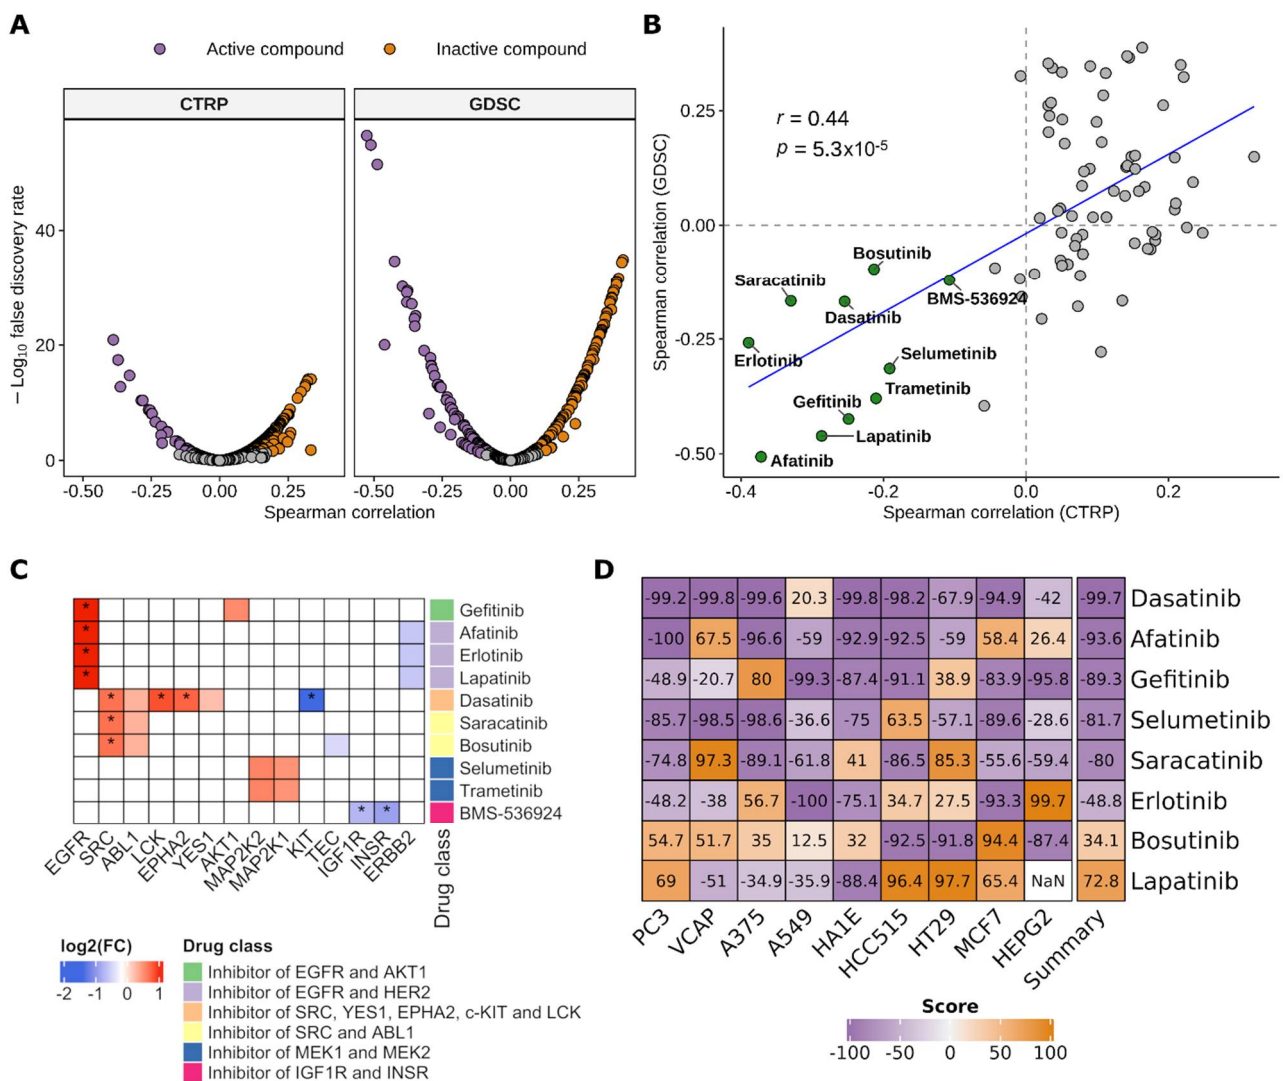 A
Active compound
Inactive compound
CTRP
GDSC
− Log10 false discovery rate
40
20
0
-0.50 -0.25 0.00 0.25
-0.50 -0.25 0.00 0.25
Spearman correlation
B
r = 0.44
p = 5.3x10-5
Spearman correlation (GDSC)
0.25
0.00
-0.25
-0.50
Bosutinib
Saracatinib
BMS-536924
Dasatinib
Erlotinib
Selumetinib
Trametinib
Gefitinib
Lapatinib
Afatinib
-0.4 -0.2 0.0 0.2
Spearman correlation (CTRP)
C
* Gefitinib
* Afatinib
* Erlotinib
* Lapatinib
* * * * Dasatinib
* Saracatinib
* Bosutinib
Selumetinib
Trametinib
* * BMS-536924
EGFR SRC ABL1 LCK EPHA2 YES1 AKT1 MAP2K2 MAP2K1 KIT TEC IGF1R INSR ERBB2
Drug class
log2(FC)
-2 -1 0 1
Drug class
Inhibitor of EGFR and AKT1
Inhibitor of EGFR and HER2
Inhibitor of SRC, YES1, EPHA2, c-KIT and LCK
Inhibitor of SRC and ABL1
Inhibitor of MEK1 and MEK2
Inhibitor of IGF1R and INSR
D
-99.2 -99.8 -99.6 20.3 -99.8 -98.2 -67.9 -94.9 -42 -99.7 Dasatinib
-100 67.5 -96.6 -59 -92.9 -92.5 -59 58.4 26.4 -93.6 Afatinib
-48.9 -20.7 80 -99.3 -87.4 -91.1 38.9 -83.9 -95.8 -89.3 Gefitinib
-85.7 -98.5 -98.6 -36.6 -75 63.5 -57.1 -89.6 -28.6 -81.7 Selumetinib
-74.8 97.3 -89.1 -61.8 41 -86.5 85.3 -55.6 -59.4 -80 Saracatinib
-48.2 -38 56.7 -100 -75.1 34.7 27.5 -93.3 99.7 -48.8 Erlotinib
54.7 51.7 35 12.5 32 -92.5 -91.8 94.4 -87.4 34.1 Bosutinib
69 -51 -34.9 -35.9 -88.4 96.4 97.7 65.4 NaN 72.8 Lapatinib
PC3 VCAP A375 A549 HA1E HCC515 HT29 MCF7 HEPG2 Summary
Score
-100 -50 0 50 100